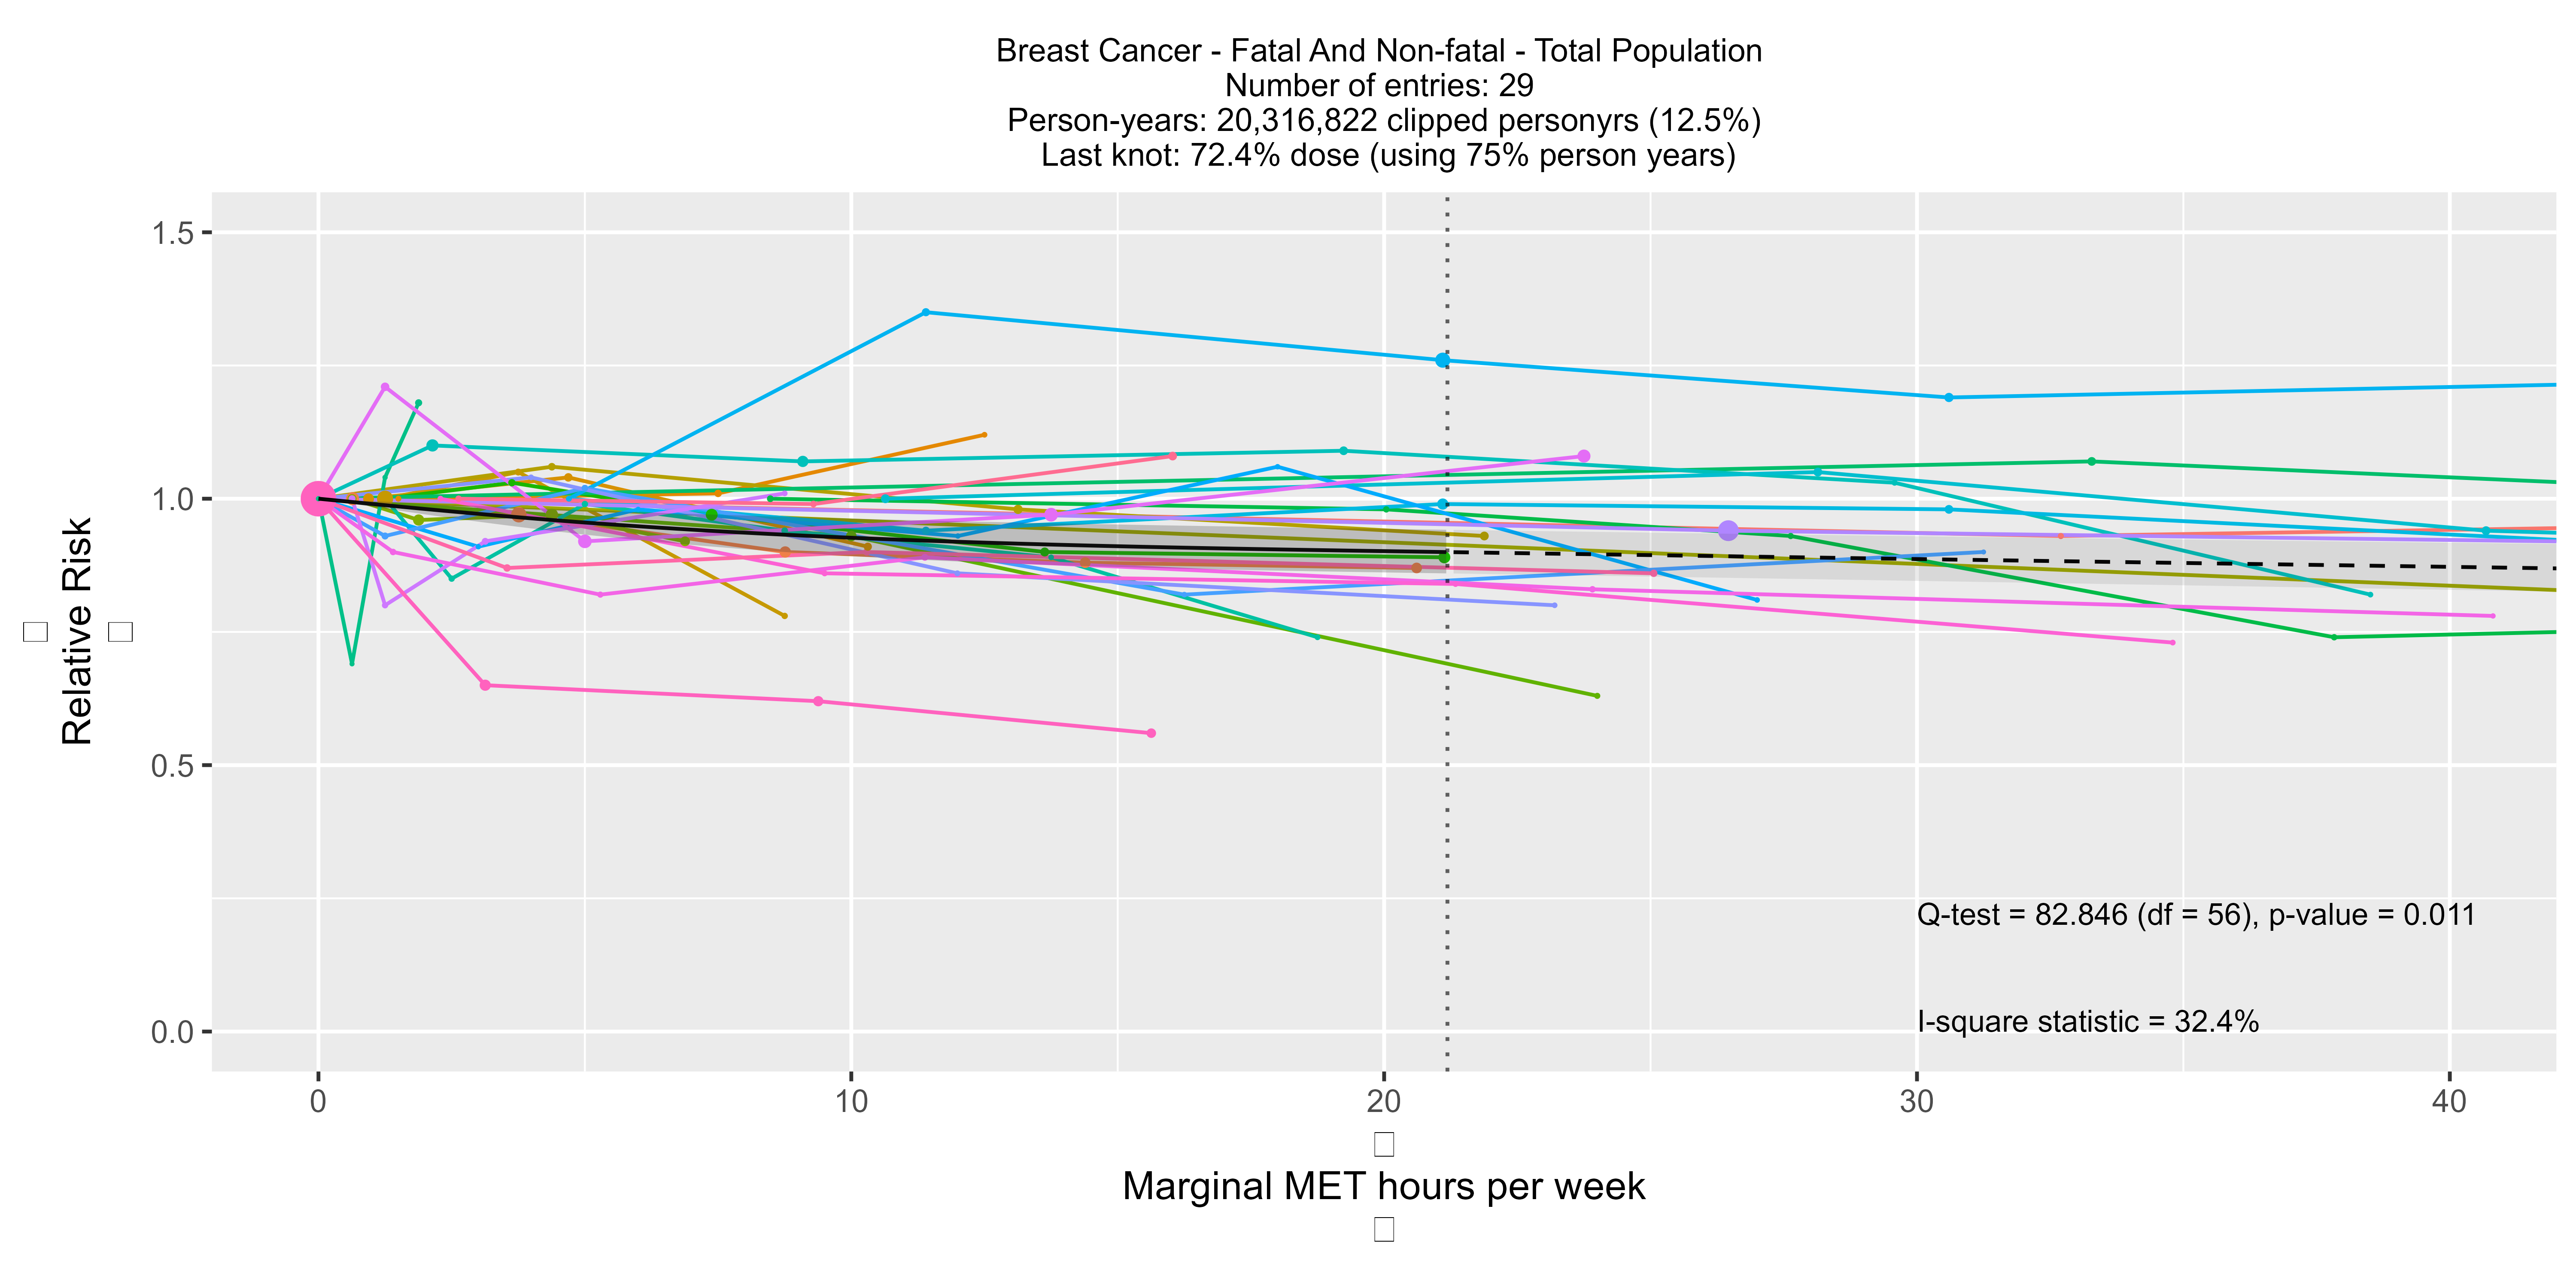 Breast Cancer - Fatal And Non-fatal - Total Population
Number of entries: 29
Person-years: 20,316,822 clipped personyrs (12.5%)
Last knot: 72.4% dose (using 75% person years)
1.5
1.0
0.5
0.0
Relative Risk
Q-test = 82.846 (df = 56), p-value = 0.011
I-square statistic = 32.4%
0 10 20 30 40
Marginal MET hours per week